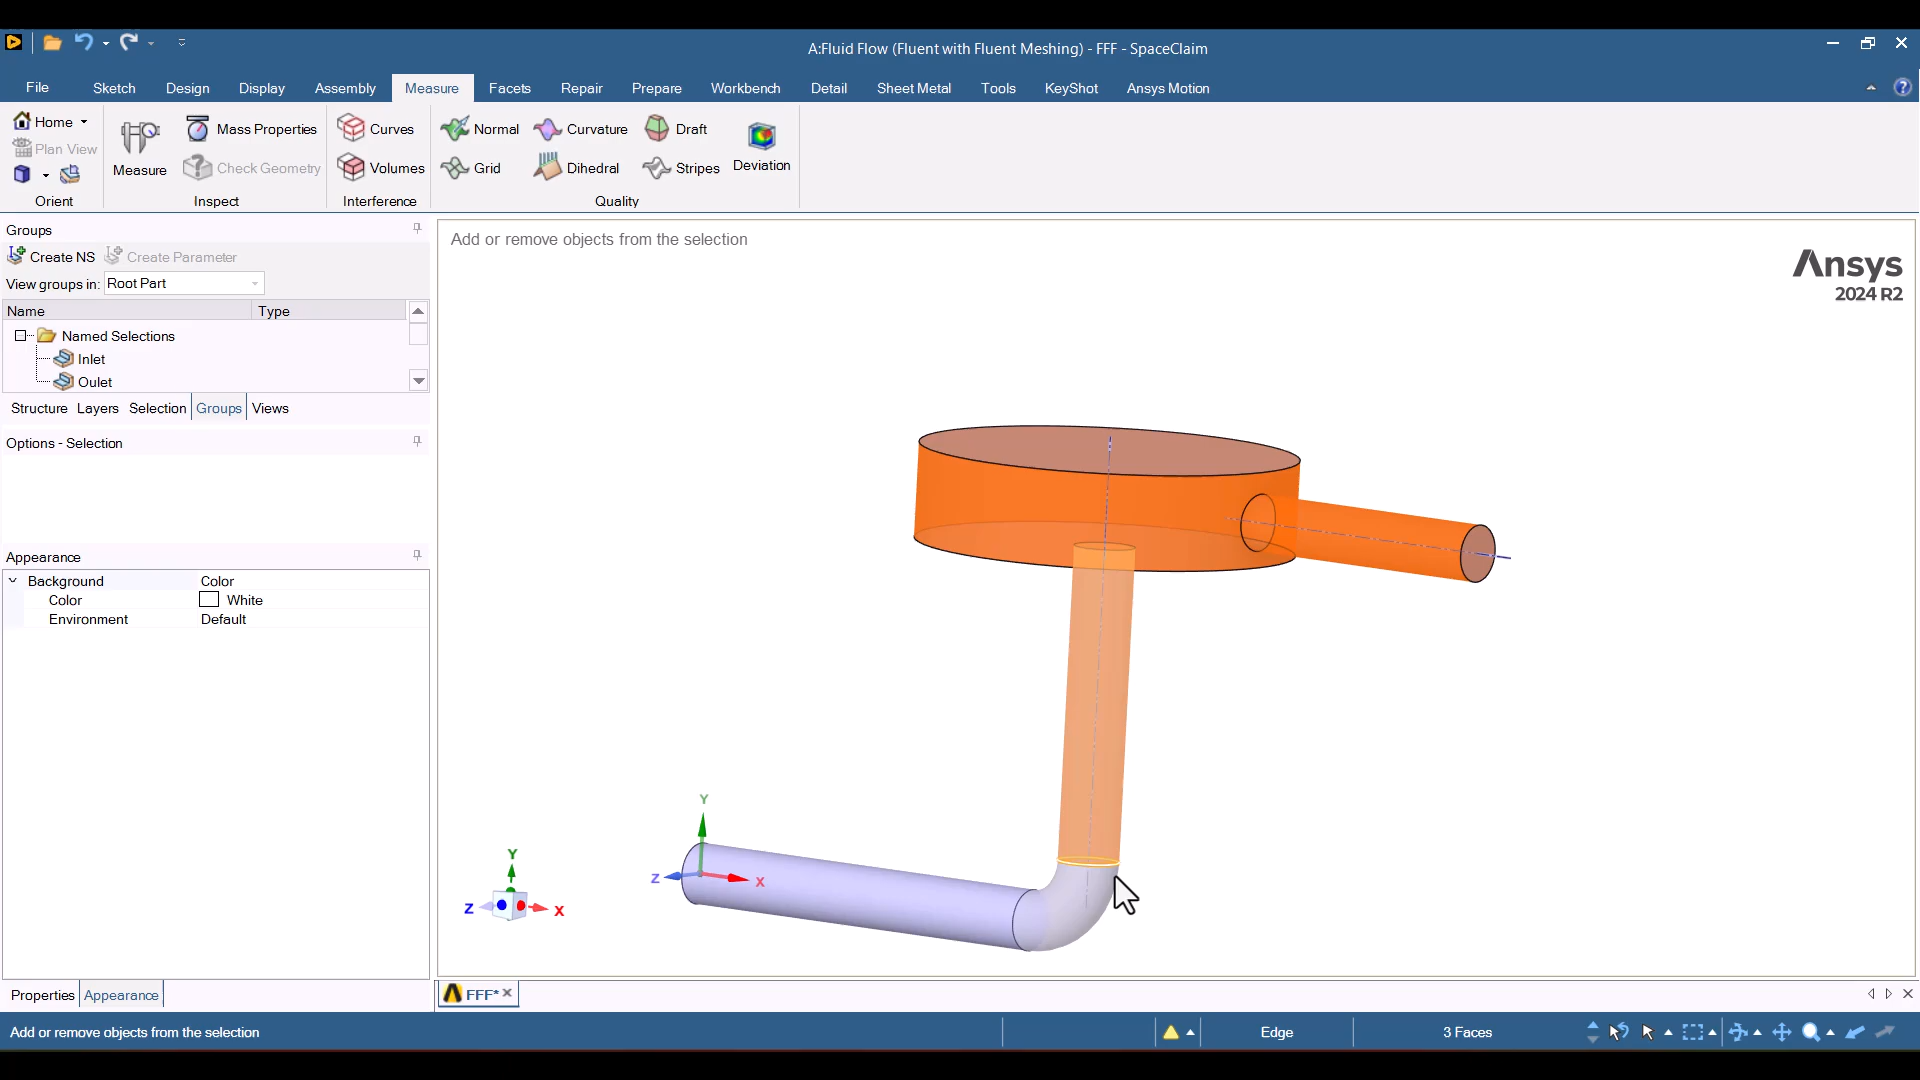 A:Fluid Flow (Fluent with Fluent Meshing) - FFF - SpaceClaim
File Sketch Design Display Assembly Measure Facets Repair Prepare Workbench Detail Sheet Metal Tools KeyShot Ansys Motion
Home
Plan View
Orient
Measure
Mass Properties
Check Geometry
Inspect
Curves
Volumes
Interference
Normal Curvature Draft
Grid Dihedral Stripes
Deviation
Quality
Groups
Create NS Create Parameter
View groups in: Root Part
Name Type
Named Selections
Inlet
Oulet
Structure Layers Selection Groups Views
Options - Selection
Appearance
Background Color
Color White
Environment Default
Properties Appearance
Add or remove objects from the selection
Ansys
2024 R2
Y
Z
X
Y
Z
X
FFF*
Add or remove objects from the selection
Edge
3 Faces